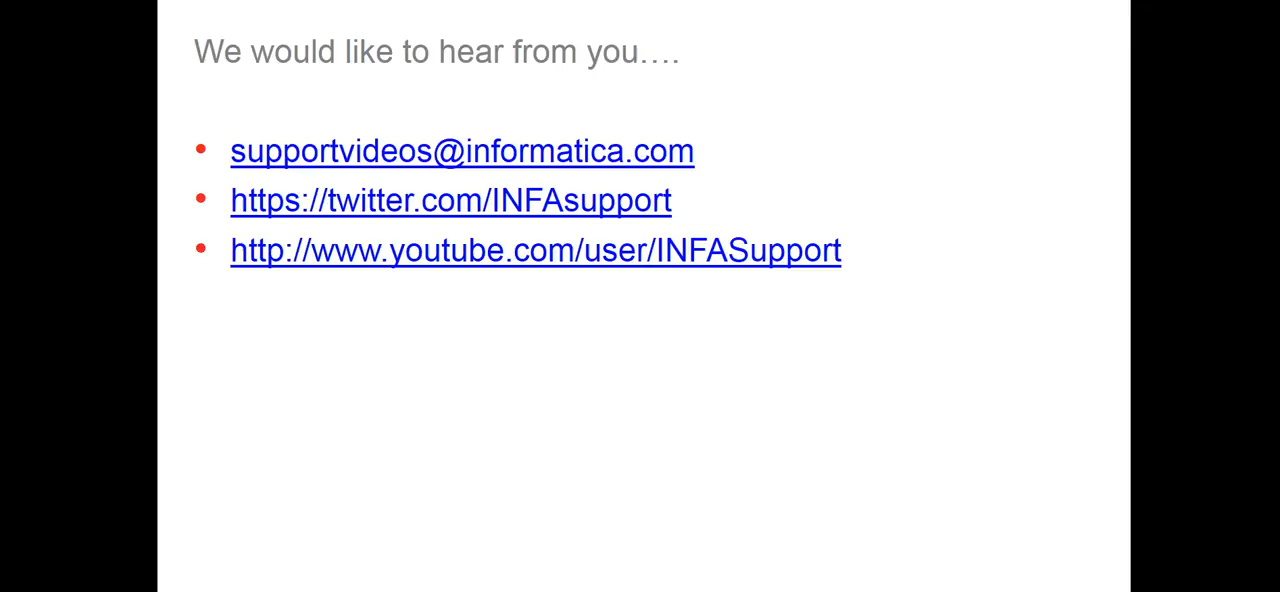 We would like to hear from you….
• supportvideos@informatica.com
• https://twitter.com/INFAsupport
• http://www.youtube.com/user/INFASupport